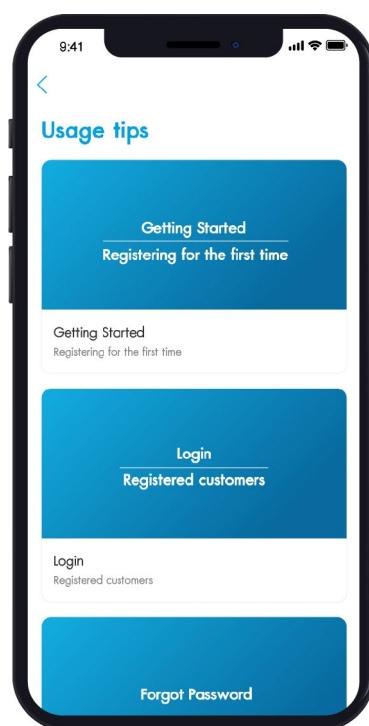 9:41
Usage tips
Getting Started
Registering for the first time
Getting Started
Registering for the first time
Login
Registered customers
Login
Registered customers
Forgot Password